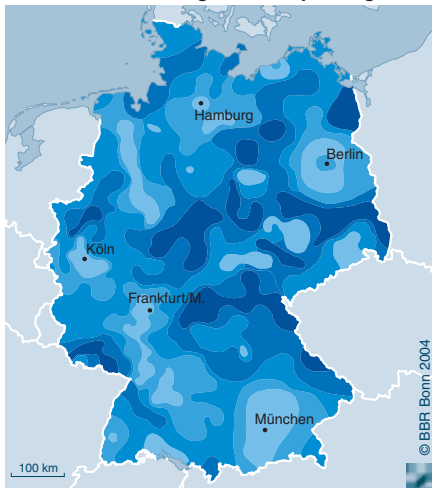 Hamburg
Berlin
Köln
Frankfurt/M.
München
100 km
© BBR Bonn 2004